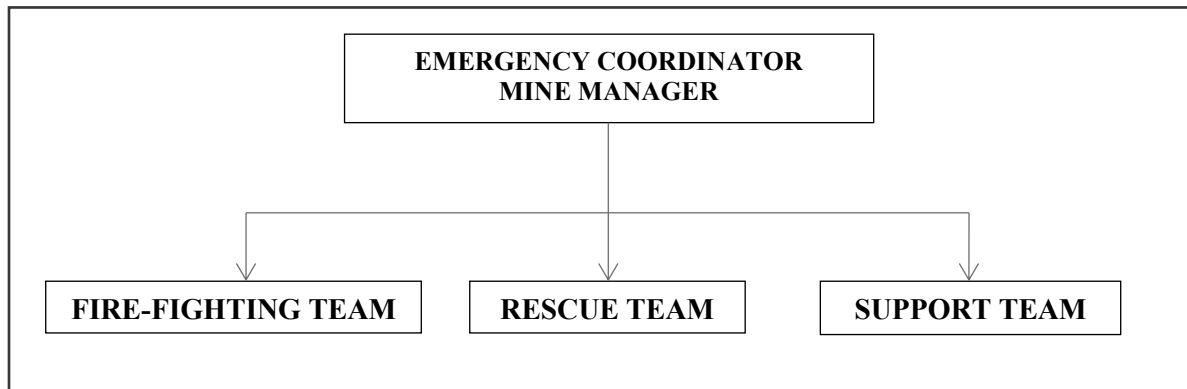 EMERGENCY COORDINATOR
MINE MANAGER
FIRE-FIGHTING TEAM
RESCUE TEAM
SUPPORT TEAM